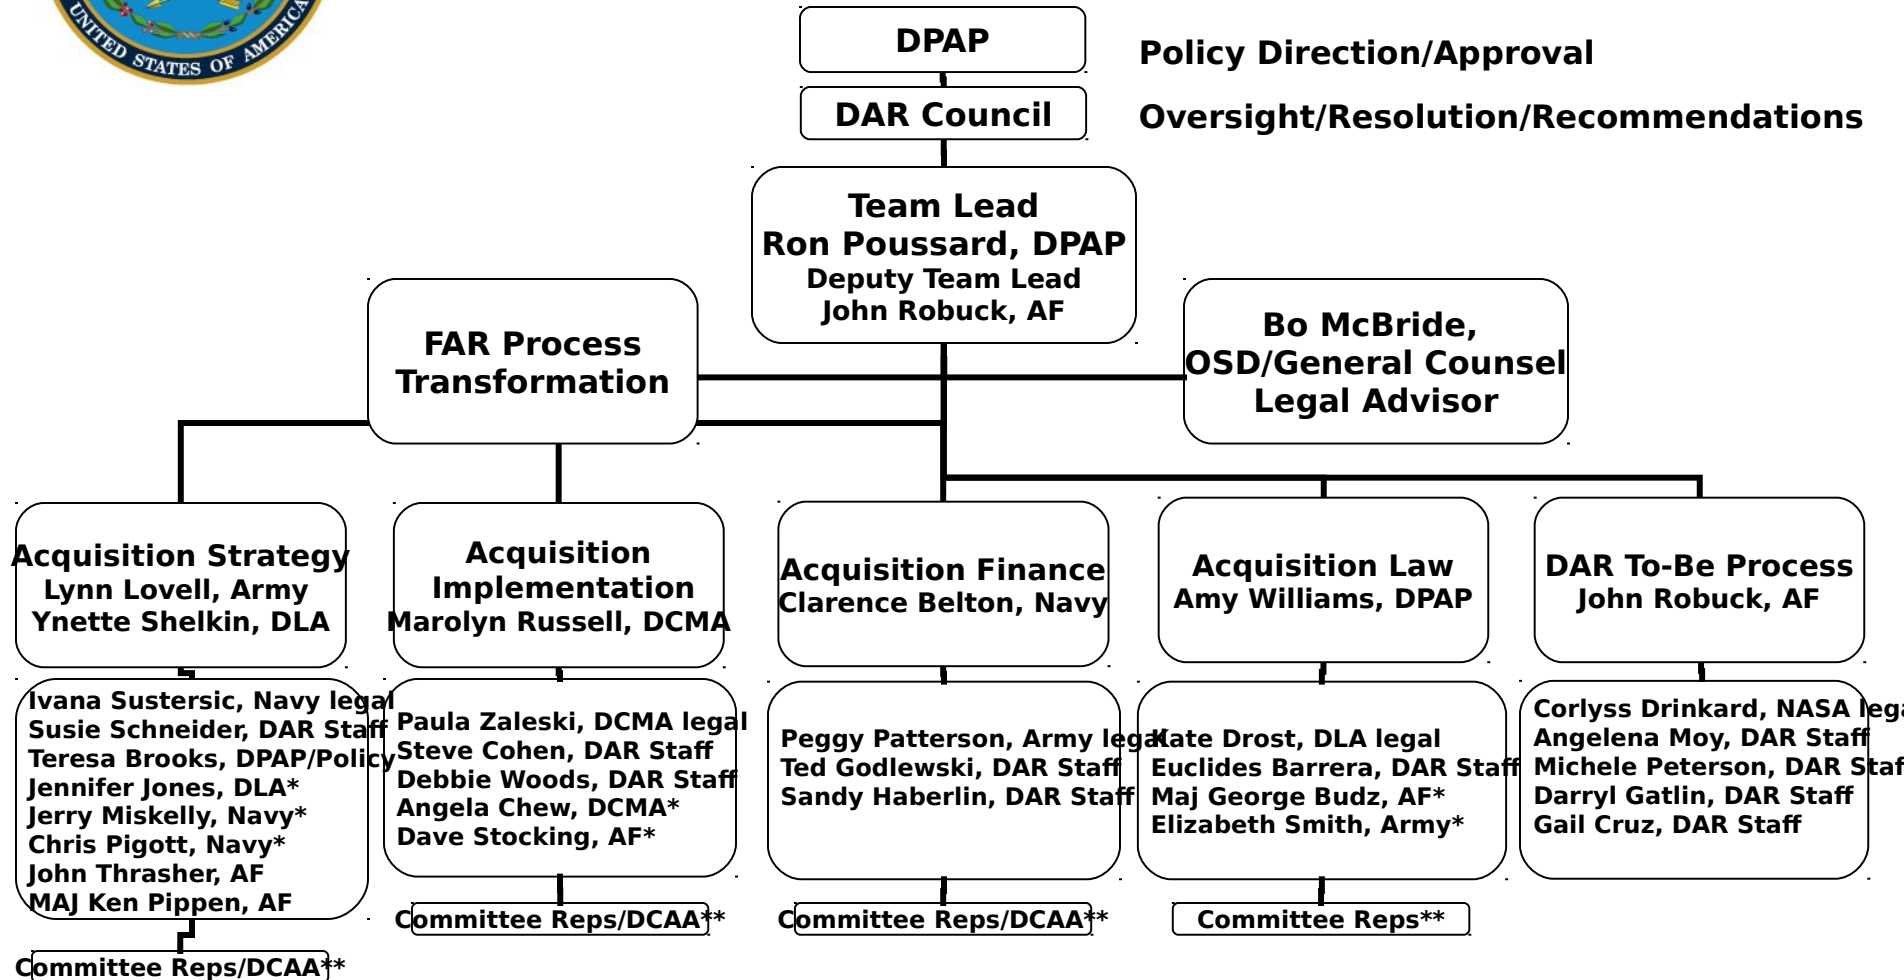 UNITED STATES OF AMERICA
DPAP
Policy Direction/Approval
DAR Council
Oversight/Resolution/Recommendations
Team Lead
Ron Poussard, DPAP
Deputy Team Lead
John Robuck, AF
FAR Process
Transformation
Bo McBride,
OSD/General Counsel
Legal Advisor
Acquisition Strategy
Lynn Lovell, Army
Ynette Shelkin, DLA
Acquisition
Implementation
Marolyn Russell, DCMA
Acquisition Finance
Clarence Belton, Navy
Acquisition Law
Amy Williams, DPAP
DAR To-Be Process
John Robuck, AF
Ivana Sustersic, Navy legal
Susie Schneider, DAR Staff
Teresa Brooks, DPAP/Policy
Jennifer Jones, DLA*
Jerry Miskelly, Navy*
Chris Pigott, Navy*
John Thrasher, AF
MAJ Ken Pippen, AF
Paula Zaleski, DCMA legal
Steve Cohen, DAR Staff
Debbie Woods, DAR Staff
Angela Chew, DCMA*
Dave Stocking, AF*
Peggy Patterson, Army legal
Ted Godlewski, DAR Staff
Sandy Haberlin, DAR Staff
Kate Drost, DLA legal
Euclides Barrera, DAR Staff
Maj George Budz, AF*
Elizabeth Smith, Army*
Corlyss Drinkard, NASA lega
Angelena Moy, DAR Staff
Michele Peterson, DAR Staf
Darryl Gatlin, DAR Staff
Gail Cruz, DAR Staff
Committee Reps/DCAA**
Committee Reps/DCAA**
Committee Reps**
Committee Reps/DCAA**